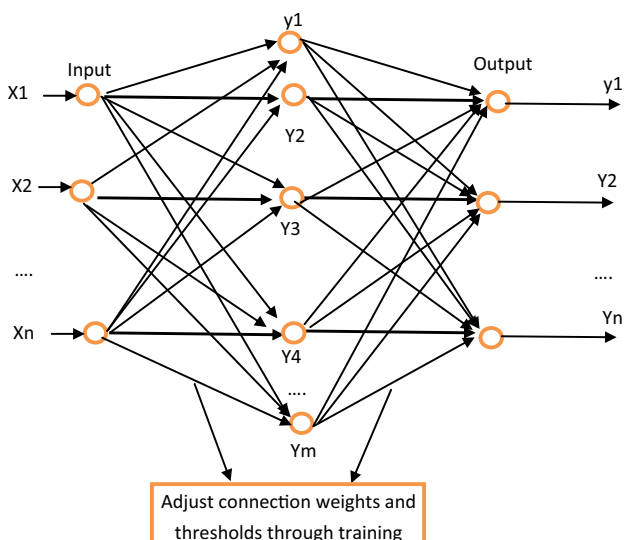 y1
Input
Output
X1
y1
Y2
X2
Y2
Y3
....
....
Xn
Yn
Y4
....
Ym
Adjust connection weights and
thresholds through training